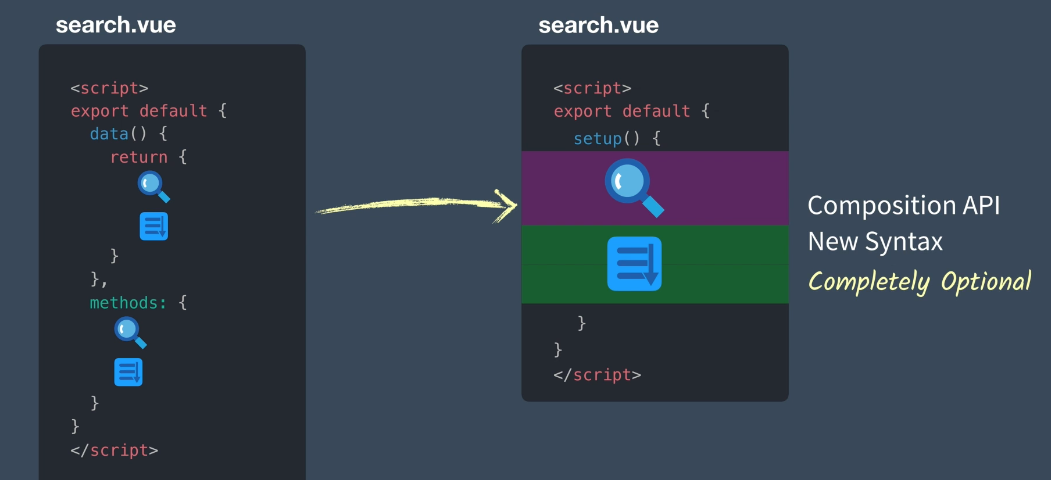 search.vue
<script>
export default {
data() {
return {
}
},
methods: {
}
}
</script>
search.vue
<script>
export default {
setup() {
}
}
</script>
Composition API
New Syntax
Completely Optional